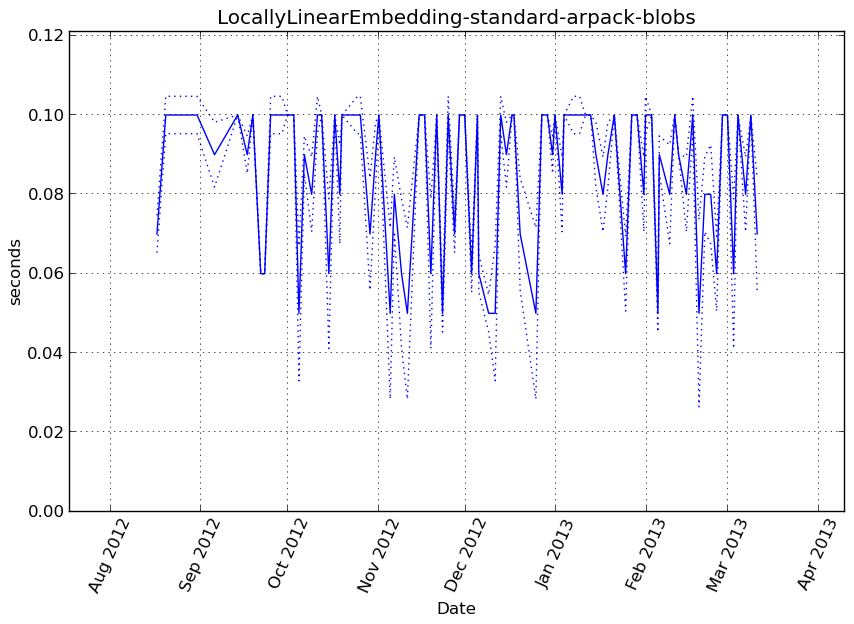 LocallyLinearEmbedding-standard-arpack-blobs
0.12
0.10
0.08
0.06
0.04
0.02
0.00
seconds
Aug 2012
Sep 2012
Oct 2012
Nov 2012
Dec 2012
Jan 2013
Feb 2013
Mar 2013
Apr 2013
Date